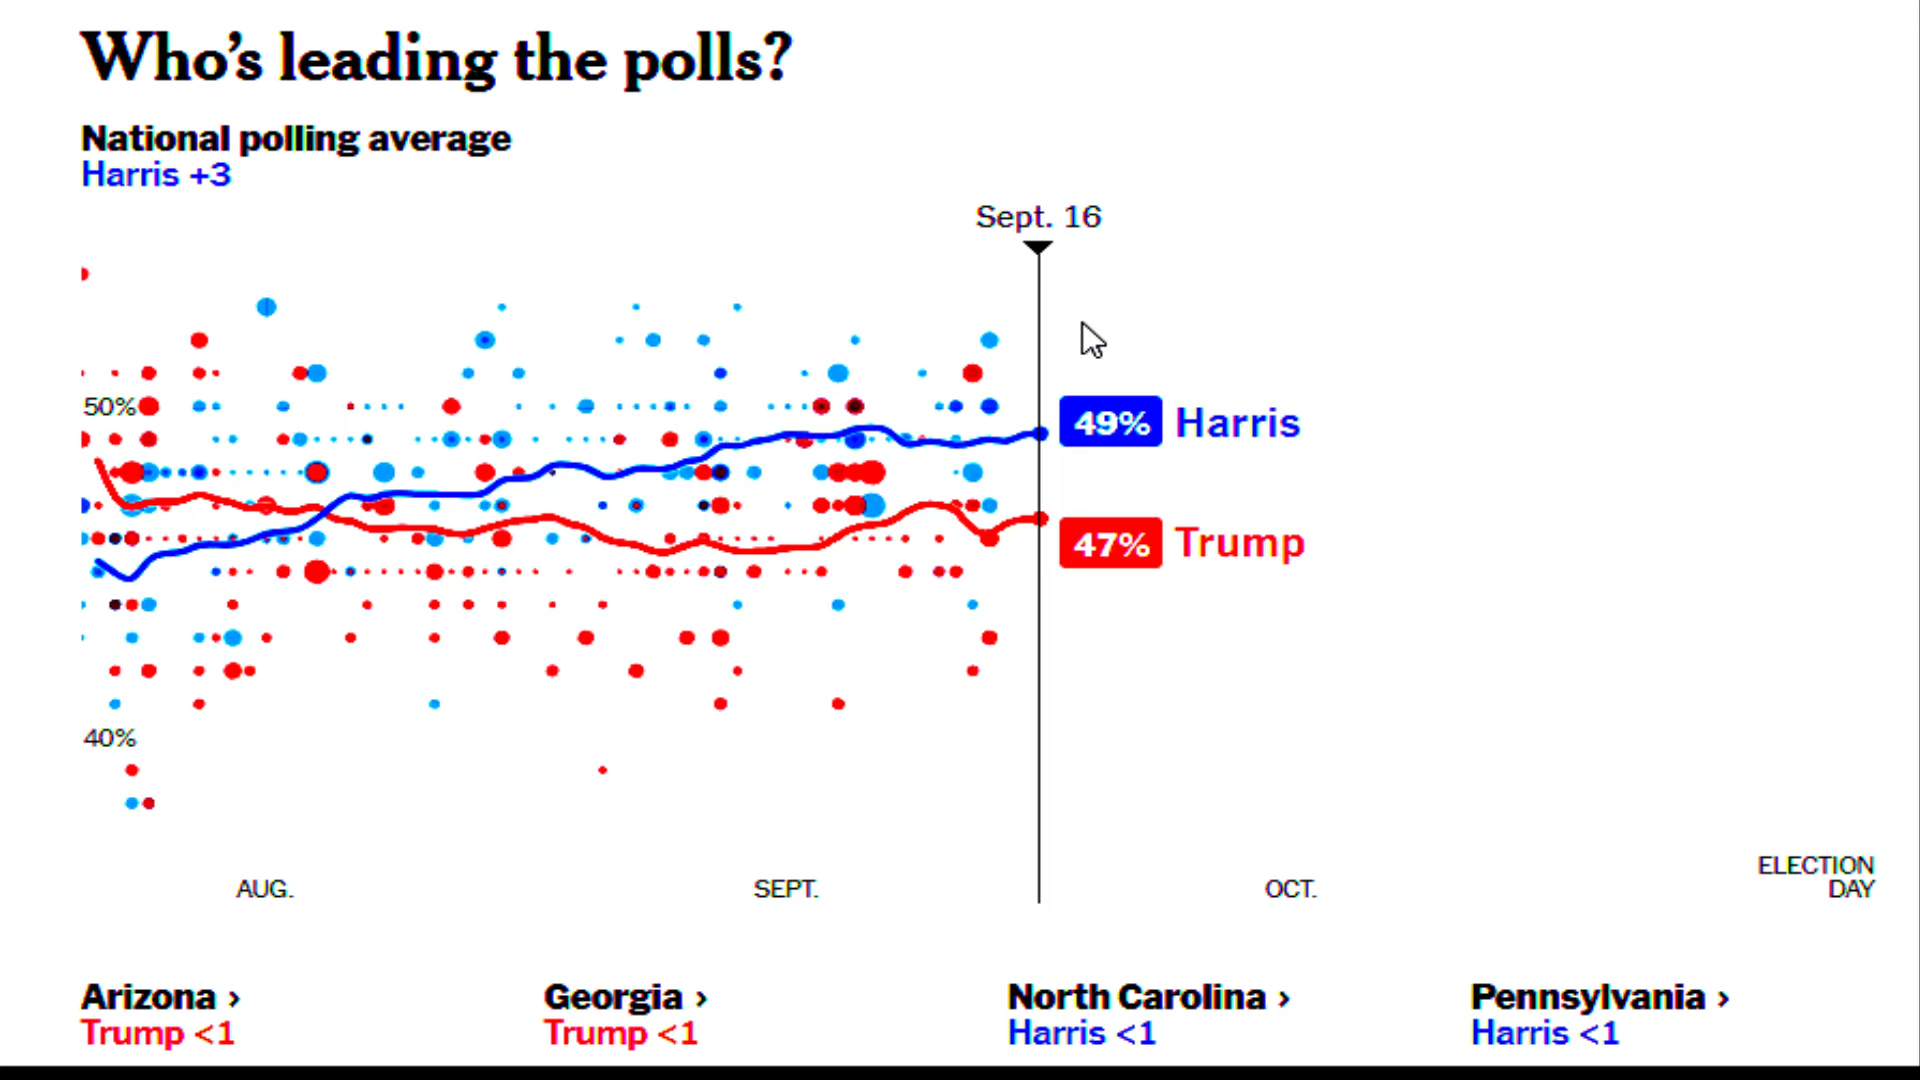 Who's leading the polls?
National polling average
Harris +3
Sept. 16
50%
49% Harris
47% Trump
40%
AUG. SEPT. OCT. ELECTION DAY
Arizona › Georgia › North Carolina › Pennsylvania ›
Trump <1 Trump <1 Harris <1 Harris <1